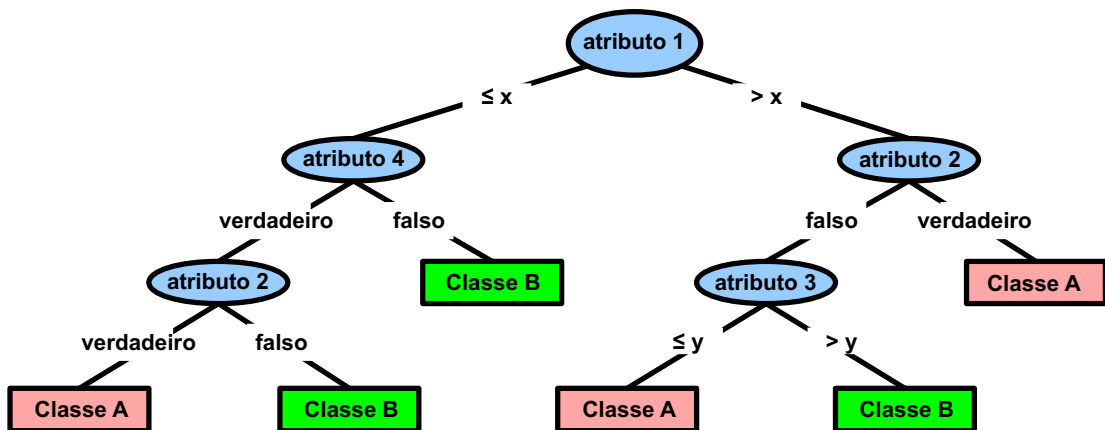 atributo 1
≤ x
> x
atributo 4
atributo 2
verdadeiro
falso
falso
verdadeiro
atributo 2
Classe B
atributo 3
Classe A
verdadeiro
falso
≤ y
> y
Classe A
Classe B
Classe A
Classe B